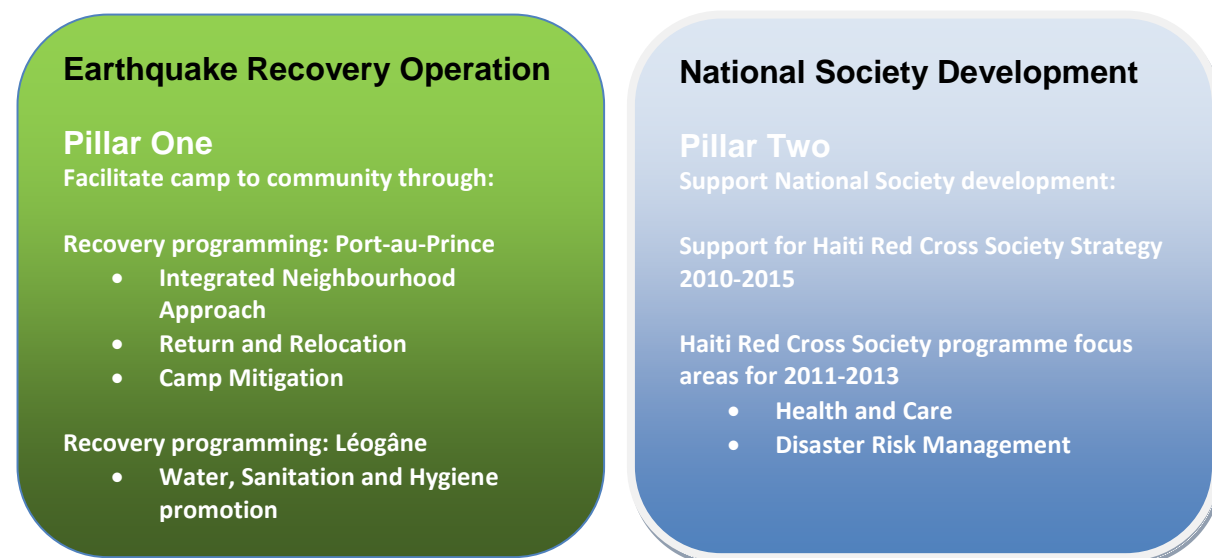 Earthquake Recovery Operation
Pillar One
Facilitate camp to community through:
Recovery programming: Port-au-Prince
• Integrated Neighbourhood
Approach
• Return and Relocation
• Camp Mitigation
Recovery programming: Léogâne
• Water, Sanitation and Hygiene
promotion
National Society Development
Pillar Two
Support National Society development:
Support for Haiti Red Cross Society Strategy
2010-2015
Haiti Red Cross Society programme focus
areas for 2011-2013
• Health and Care
• Disaster Risk Management